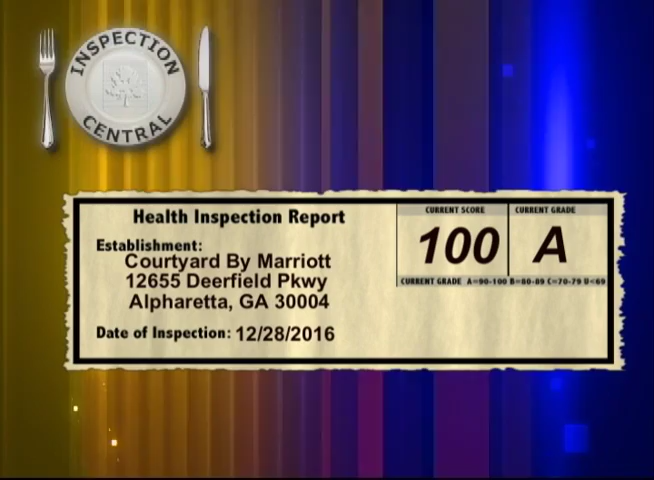 INSPECTION
CENTRAL
Health Inspection Report
Establishment:
Courtyard By Marriott
12655 Deerfield Pkwy
Alpharetta, GA 30004
Date of Inspection: 12/28/2016
CURRENT SCORE
100
CURRENT GRADE
A
CURRENT GRADE A=90-100 B=80-89 C=70-79 U<69